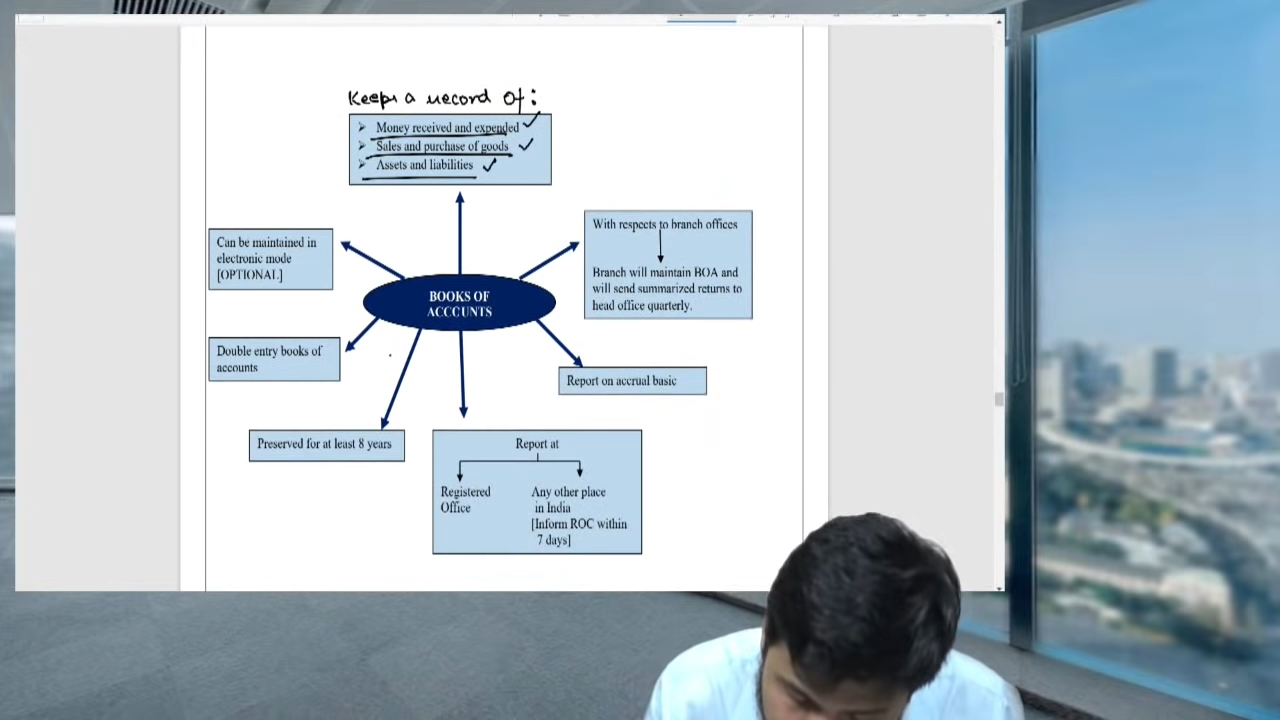 Keeps a record of:
➢ Money received and expended ✓
➢ Sales and purchase of goods ✓
➢ Assets and liabilities ✓
With respects to branch offices
Branch will maintain BOA and
will send summarized returns to
head office quarterly.
Can be maintained in
electronic mode
[OPTIONAL]
BOOKS OF
ACCCUNTS
Double entry books of
accounts
Report on accrual basic
Preserved for at least 8 years
Report at
Registered
Office
Any other place
in India
[Inform ROC within
7 days]